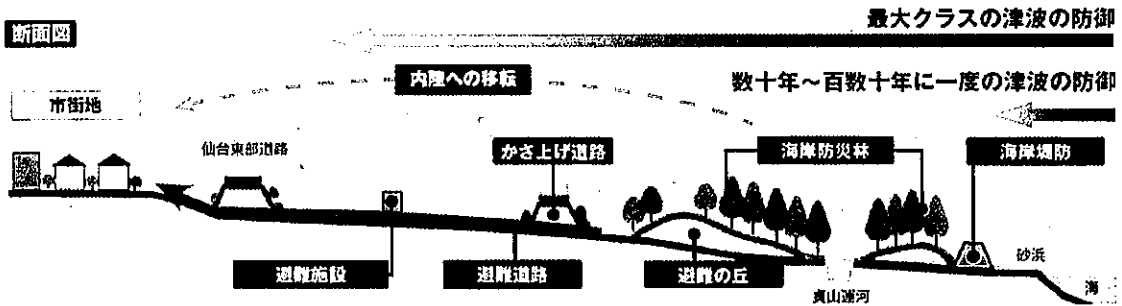 断面図
最大クラスの津波の防御
内陸への移転
数十年～百数十年に一度の津波の防御
市街地
仙台東部道路
かさ上げ道路
海岸防災林
海岸堤防
避難施設
避難道路
避難の丘
砂浜
海
貞山運河